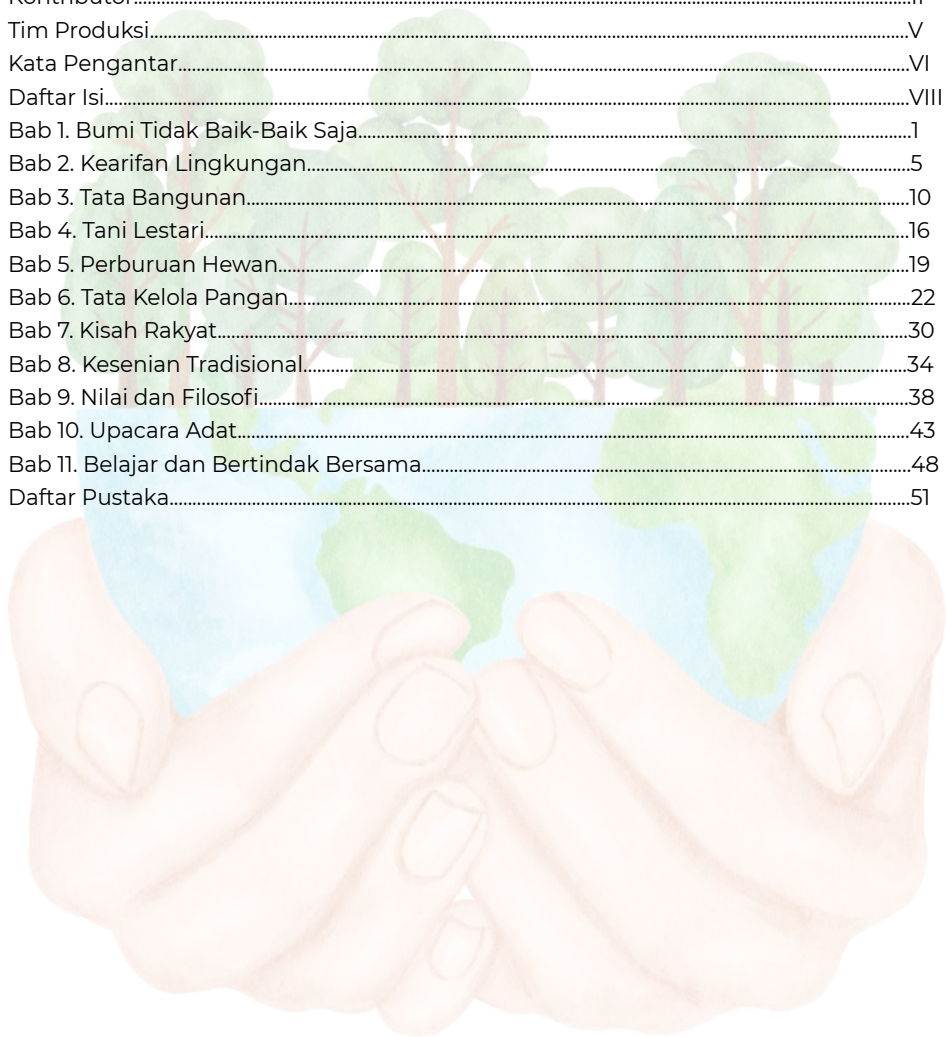 Kontributor....................II
Tim Produksi....................V
Kata Pengantar....................VI
Daftar Isi....................VIII
Bab 1. Bumi Tidak Baik-Baik Saja....................1
Bab 2. Kearifan Lingkungan....................5
Bab 3. Tata Bangunan....................10
Bab 4. Tani Lestari....................16
Bab 5. Perburuan Hewan....................19
Bab 6. Tata Kelola Pangan....................22
Bab 7. Kisah Rakyat....................30
Bab 8. Kesenian Tradisional....................34
Bab 9. Nilai dan Filosofi....................38
Bab 10. Upacara Adat....................43
Bab 11. Belajar dan Bertindak Bersama....................48
Daftar Pustaka....................51